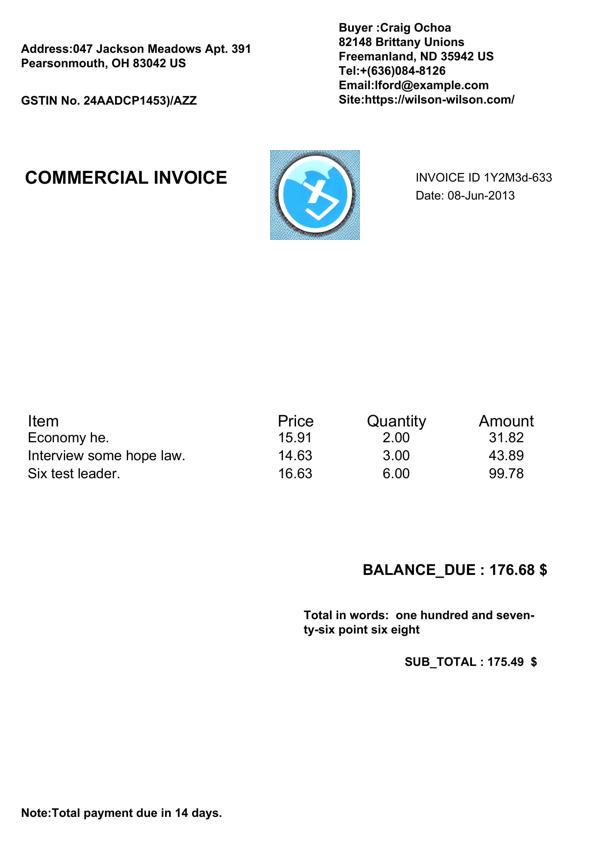 Address:047 Jackson Meadows Apt. 391
Pearsonmouth, OH 83042 US
GSTIN No. 24AADCP1453)/AZZ
Buyer :Craig Ochoa
82148 Brittany Unions
Freemanland, ND 35942 US
Tel:+(636)084-8126
Email:lford@example.com
Site:https://wilson-wilson.com/
COMMERCIAL INVOICE
INVOICE ID 1Y2M3d-633
Date: 08-Jun-2013
Item Price Quantity Amount
Economy he. 15.91 2.00 31.82
Interview some hope law. 14.63 3.00 43.89
Six test leader. 16.63 6.00 99.78
BALANCE_DUE : 176.68 $
Total in words: one hundred and seven-
ty-six point six eight
SUB_TOTAL : 175.49 $
Note:Total payment due in 14 days.